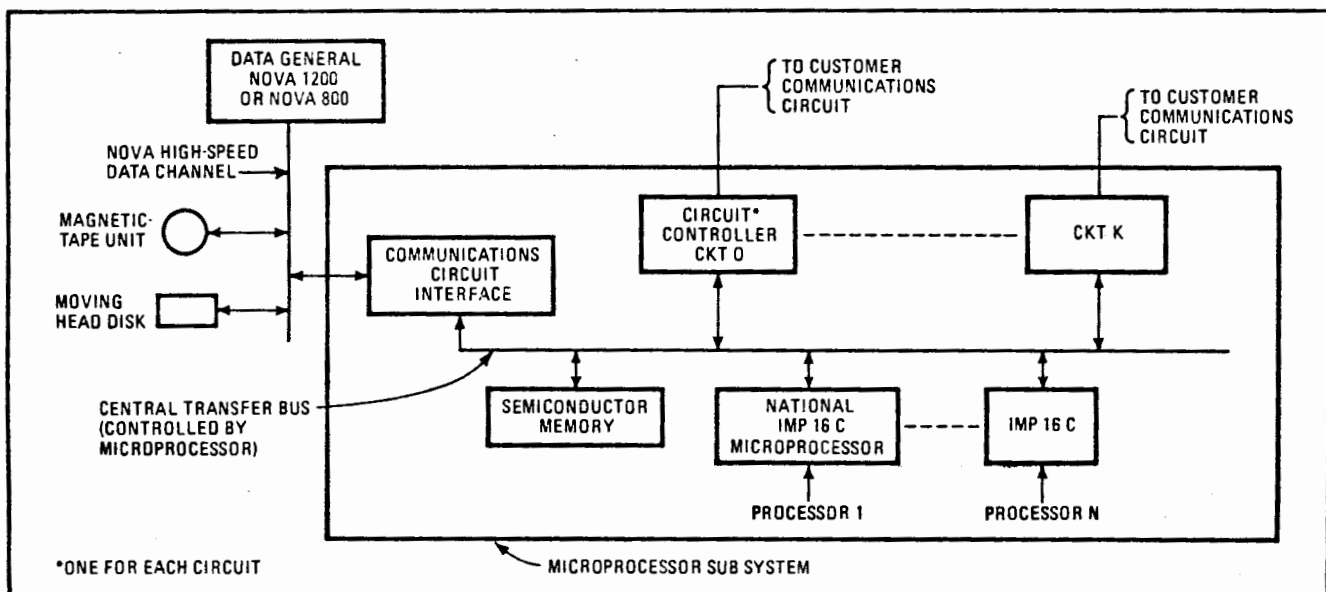 DATA GENERAL
NOVA 1200
OR NOVA 800
TO CUSTOMER
COMMUNICATIONS
CIRCUIT
TO CUSTOMER
COMMUNICATIONS
CIRCUIT
NOVA HIGH-SPEED
DATA CHANNEL
MAGNETIC-
TAPE UNIT
MOVING
HEAD DISK
COMMUNICATIONS
CIRCUIT
INTERFACE
CIRCUIT*
CONTROLLER
CKT 0
CKT K
CENTRAL TRANSFER BUS
(CONTROLLED BY
MICROPROCESSOR)
SEMICONDUCTOR
MEMORY
NATIONAL
IMP 16 C
MICROPROCESSOR
IMP 16 C
PROCESSOR 1
PROCESSOR N
*ONE FOR EACH CIRCUIT
MICROPROCESSOR SUB SYSTEM